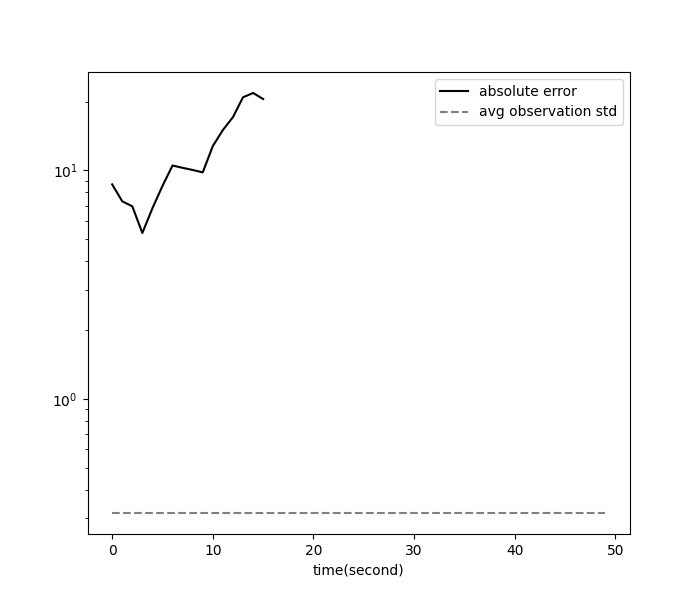 absolute error
avg observation std
10¹
10⁰
0 10 20 30 40 50
time(second)